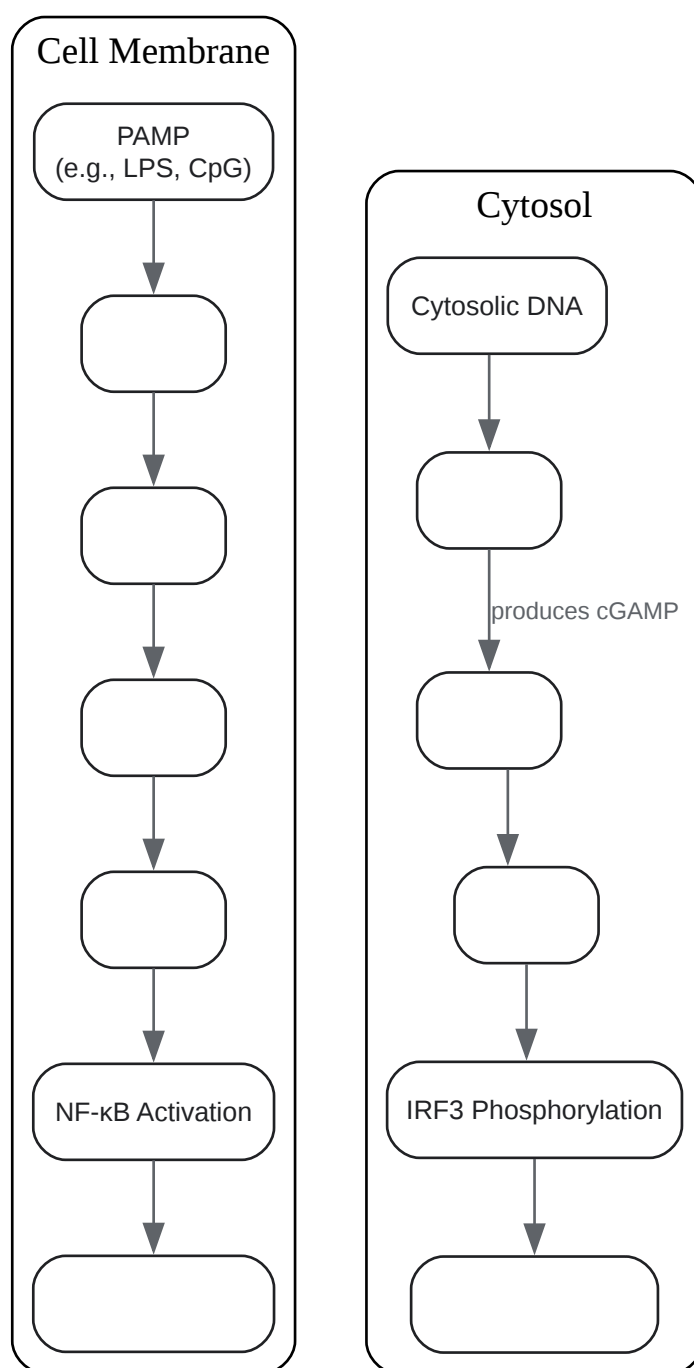 Cell Membrane
PAMP
(e.g., LPS, CpG)
NF-κB Activation
Cytosol
Cytosolic DNA
produces cGAMP
IRF3 Phosphorylation